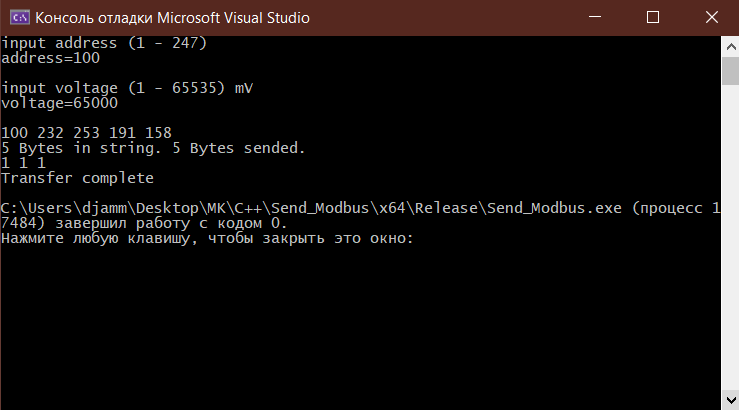 Консоль отладки Microsoft Visual Studio
input address (1 - 247)
address=100
input voltage (1 - 65535) mV
voltage=65000
100 232 253 191 158
5 Bytes in string. 5 Bytes sended.
1 1 1
Transfer complete
C:\Users\djamm\Desktop\MK\C++\Send_Modbus\x64\Release\Send_Modbus.exe (процесс 1
7484) завершил работу с кодом 0.
Нажмите любую клавишу, чтобы закрыть это окно: